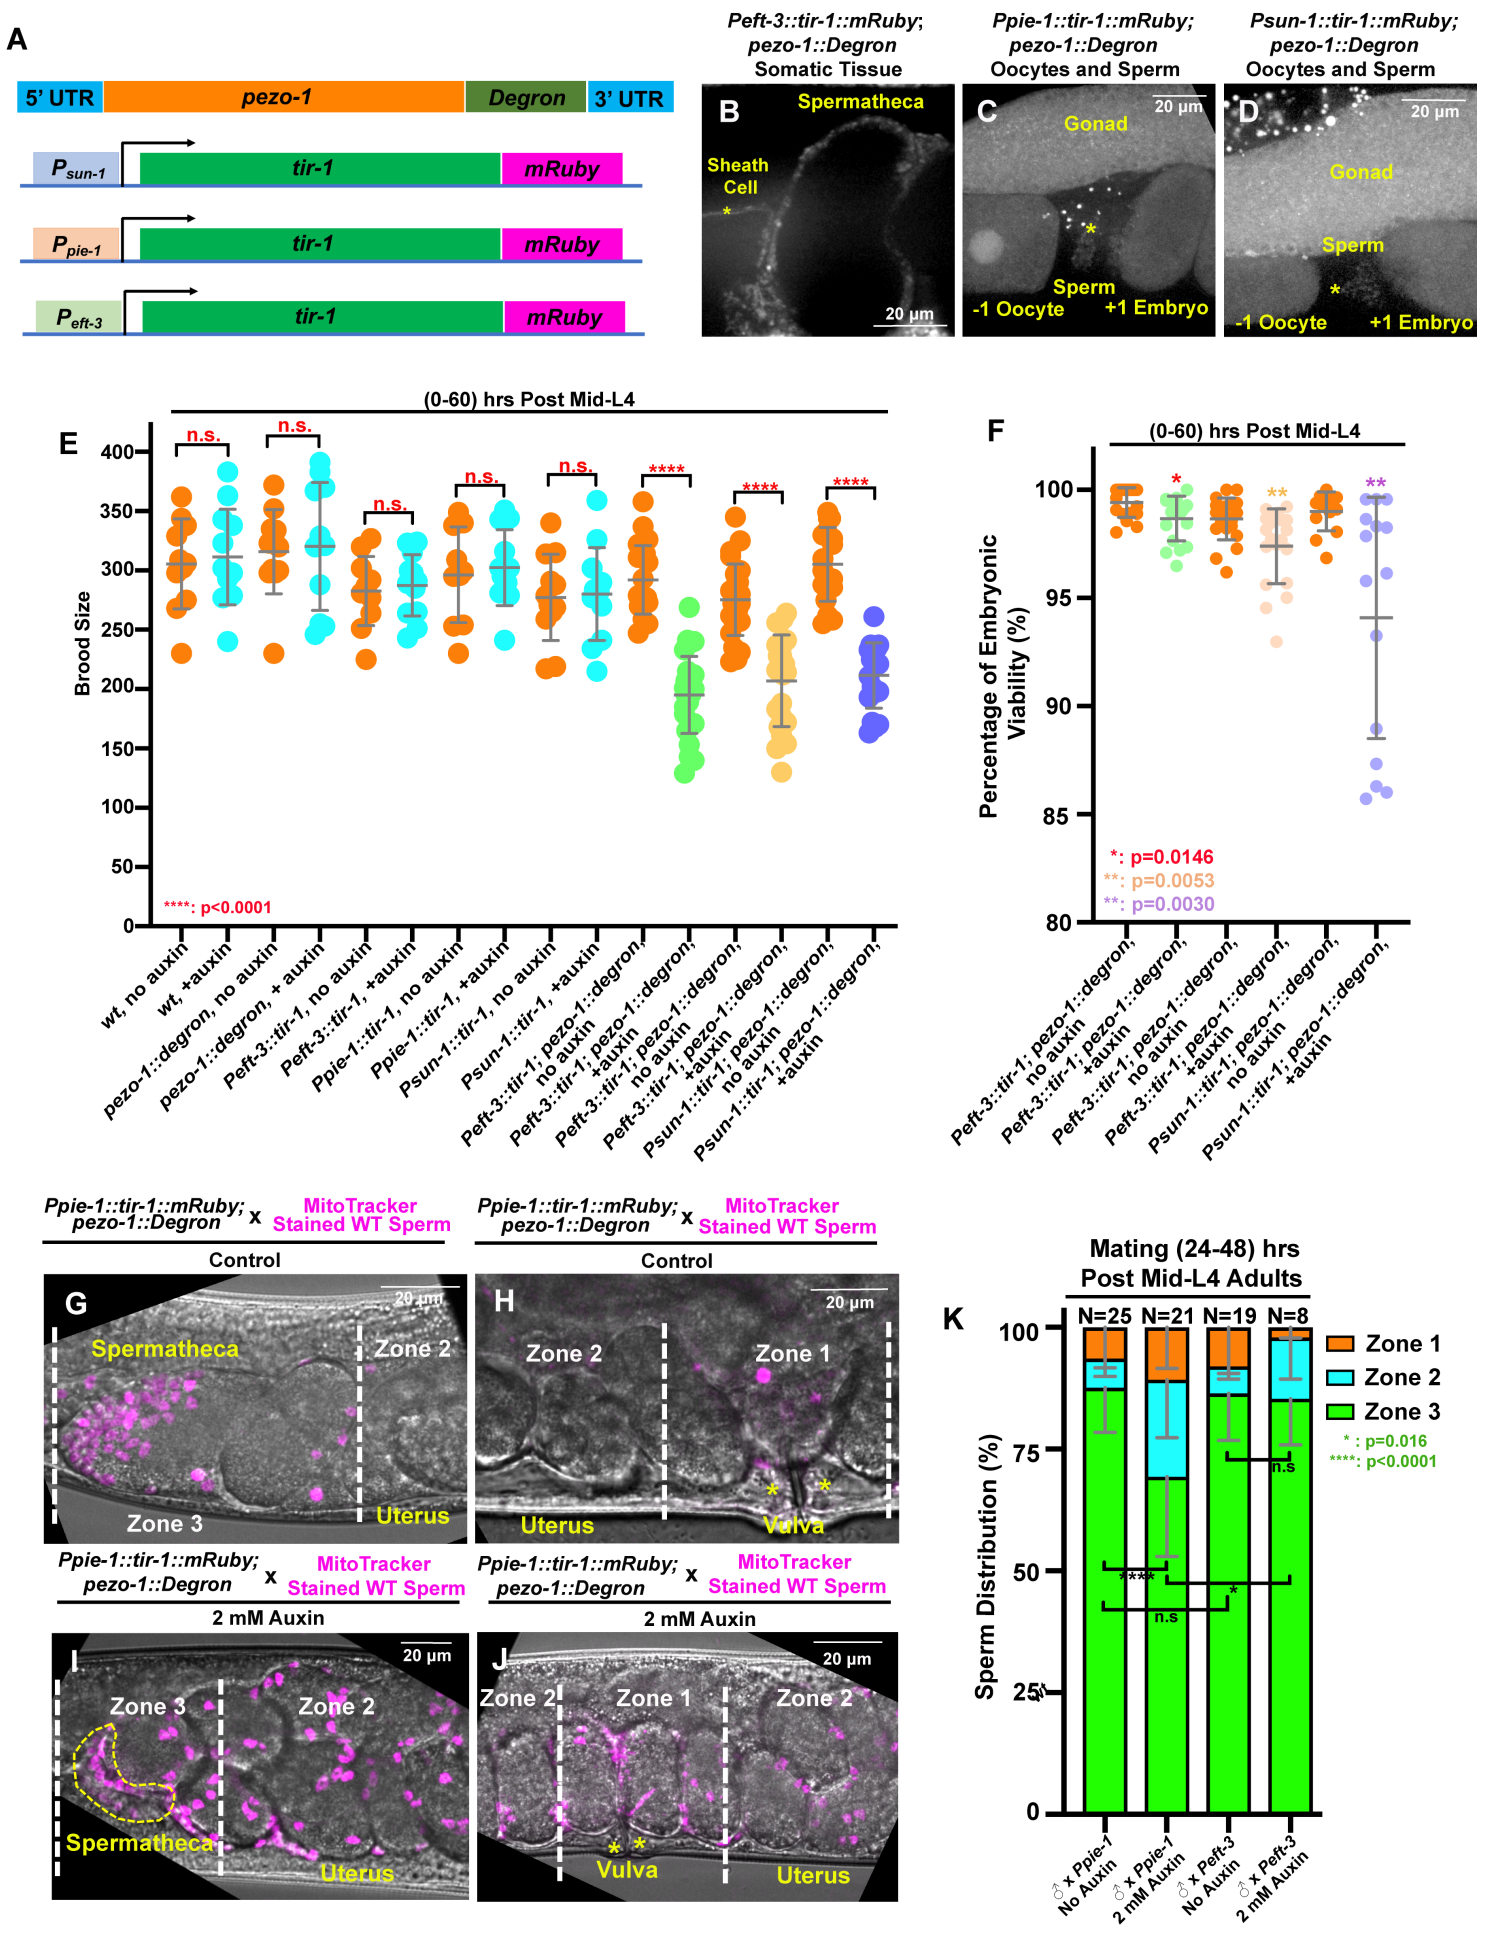 A
5' UTR pezo-1 Degron 3' UTR
Psun-1 tir-1 mRuby
Ppie-1 tir-1 mRuby
Peft-3 tir-1 mRuby
Peft-3::tir-1::mRuby;
pezo-1::Degron
Somatic Tissue
B
Spermatheca
Sheath
Cell
*
20 µm
Ppie-1::tir-1::mRuby;
pezo-1::Degron
Oocytes and Sperm
C
20 µm
Gonad
*
Sperm
-1 Oocyte +1 Embryo
Psun-1::tir-1::mRuby;
pezo-1::Degron
Oocytes and Sperm
D
20 µm
Gonad
Sperm
*
-1 Oocyte +1 Embryo
E
(0-60) hrs Post Mid-L4
Brood Size
400
350
300
250
200
150
100
50
0
n.s.
n.s.
n.s.
n.s.
n.s.
****
****
****
****: p<0.0001
wt, no auxin
wt, +auxin
pezo-1::degron, no auxin
pezo-1::degron, + auxin
Peft-3::tir-1, no auxin
Peft-3::tir-1, +auxin
Ppie-1::tir-1, no auxin
Ppie-1::tir-1, +auxin
Psun-1::tir-1, no auxin
Psun-1::tir-1, +auxin
Peft-3::tir-1; pezo-1::degron,
no auxin
Peft-3::tir-1; pezo-1::degron,
+auxin
Peft-3::tir-1; pezo-1::degron,
no auxin
Peft-3::tir-1; pezo-1::degron,
+auxin
Psun-1::tir-1; pezo-1::degron,
no auxin
Psun-1::tir-1; pezo-1::degron,
+auxin
F
(0-60) hrs Post Mid-L4
Percentage of Embryonic
Viability (%)
100
95
90
85
80
*
**
**
*: p=0.0146
**: p=0.0053
**: p=0.0030
Peft-3::tir-1; pezo-1::degron,
no auxin
Peft-3::tir-1; pezo-1::degron,
+auxin
Peft-3::tir-1; pezo-1::degron,
no auxin
Peft-3::tir-1; pezo-1::degron,
+auxin
Psun-1::tir-1; pezo-1::degron,
no auxin
Psun-1::tir-1; pezo-1::degron,
+auxin
Ppie-1::tir-1::mRuby;
pezo-1::Degron
x
MitoTracker
Stained WT Sperm
Control
G
20 µm
Spermatheca
Zone 2
Zone 3
Uterus
Ppie-1::tir-1::mRuby;
pezo-1::Degron
x
MitoTracker
Stained WT Sperm
Control
H
20 µm
Zone 2
Zone 1
* *
Uterus
Vulva
Ppie-1::tir-1::mRuby;
pezo-1::Degron
x
MitoTracker
Stained WT Sperm
2 mM Auxin
I
20 µm
Zone 3
Zone 2
Spermatheca
Uterus
Ppie-1::tir-1::mRuby;
pezo-1::Degron
x
MitoTracker
Stained WT Sperm
2 mM Auxin
J
20 µm
Zone 2
Zone 1
Zone 2
* *
Vulva
Uterus
K
Mating (24-48) hrs
Post Mid-L4 Adults
N=25 N=21 N=19 N=8
Sperm Distribution (%)
100
75
50
25
0
Zone 1
Zone 2
Zone 3
* : p=0.016
****: p<0.0001
n.s
****
*
n.s
♂ x Ppie-1
No Auxin
♂ x Ppie-1
2 mM Auxin
♂ x Peft-3
No Auxin
♂ x Peft-3
2 mM Auxin